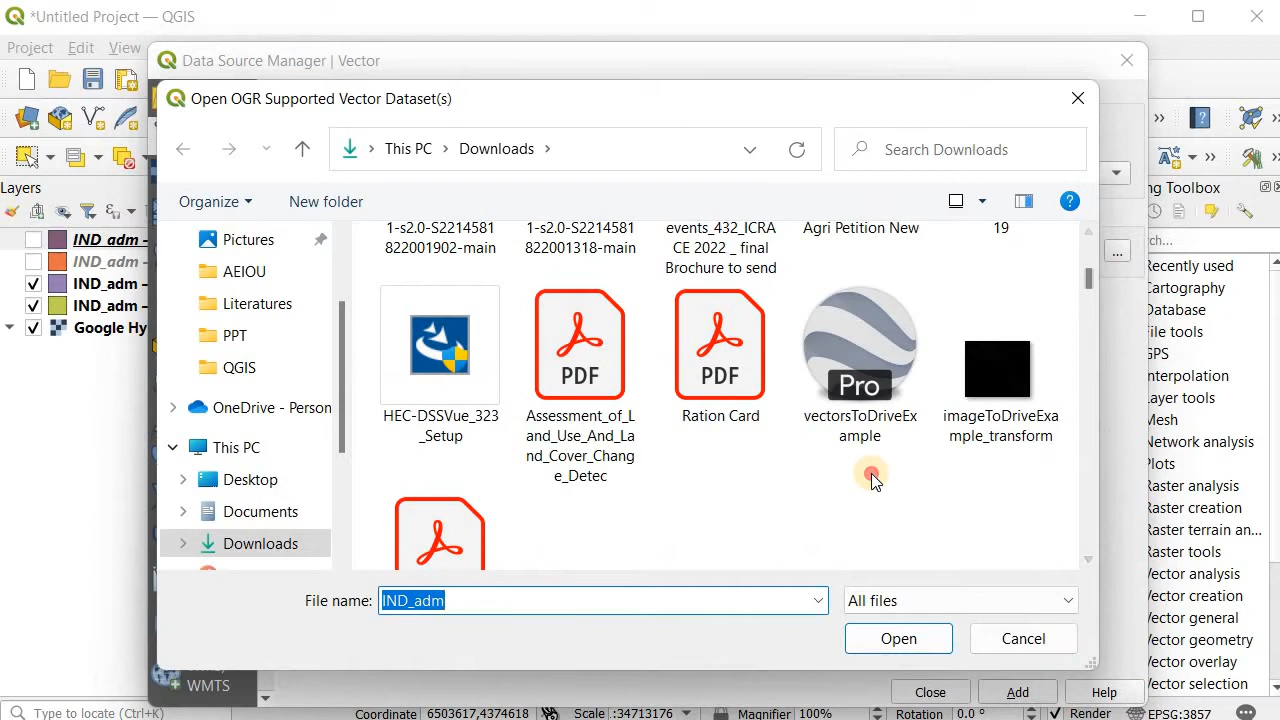 *Untitled Project — QGIS
Project Edit View
Data Source Manager | Vector
Open OGR Supported Vector Dataset(s)
This PC Downloads
Search Downloads
Organize New folder
Layers
ng Toolbox
IND_adm -
IND_adm -
IND_adm -
IND_adm -
Google Hy
Pictures
AEIOU
Literatures
PPT
QGIS
OneDrive - Person
This PC
Desktop
Documents
Downloads
1-s2.0-S2214581
822001902-main
1-s2.0-S2214581
822001318-main
events_432_ICRA
CE 2022 _ final
Brochure to send
Agri Petition New
19
HEC-DSSVue_323
_Setup
PDF
Assessment_of_L
and_Use_And_La
nd_Cover_Chang
e_Detec
PDF
Ration Card
Pro
vectorsToDriveEx
ample
imageToDriveExa
mple_transform
File name: IND_adm
All files
Open Cancel
WMTS
Close Add Help
...
rch...
Recently used
Cartography
Database
File tools
GPS
Interpolation
Layer tools
Mesh
Network analysis
Plots
Raster analysis
Raster creation
Raster terrain an...
Raster tools
Vector analysis
Vector creation
Vector general
Vector geometry
Vector overlay
Vector selection
Type to locate (Ctrl+K)
Coordinate 6503617,4374618 Scale :34713176 Magnifier 100% Rotation 0.0 ° Render EPSG:3857